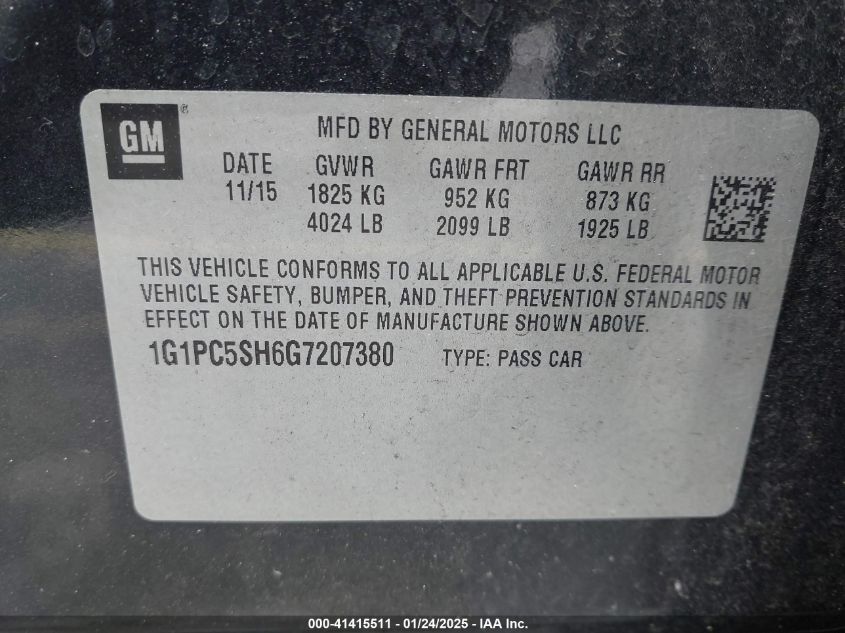 GM®
MFD BY GENERAL MOTORS LLC
DATE GVWR GAWR FRT GAWR RR
11/15 1825 KG 952 KG 873 KG
4024 LB 2099 LB 1925 LB
THIS VEHICLE CONFORMS TO ALL APPLICABLE U.S. FEDERAL MOTOR
VEHICLE SAFETY, BUMPER, AND THEFT PREVENTION STANDARDS IN
EFFECT ON THE DATE OF MANUFACTURE SHOWN ABOVE.
1G1PC5SH6G7207380 TYPE: PASS CAR
000-41415511 - 01/24/2025 - IAA Inc.